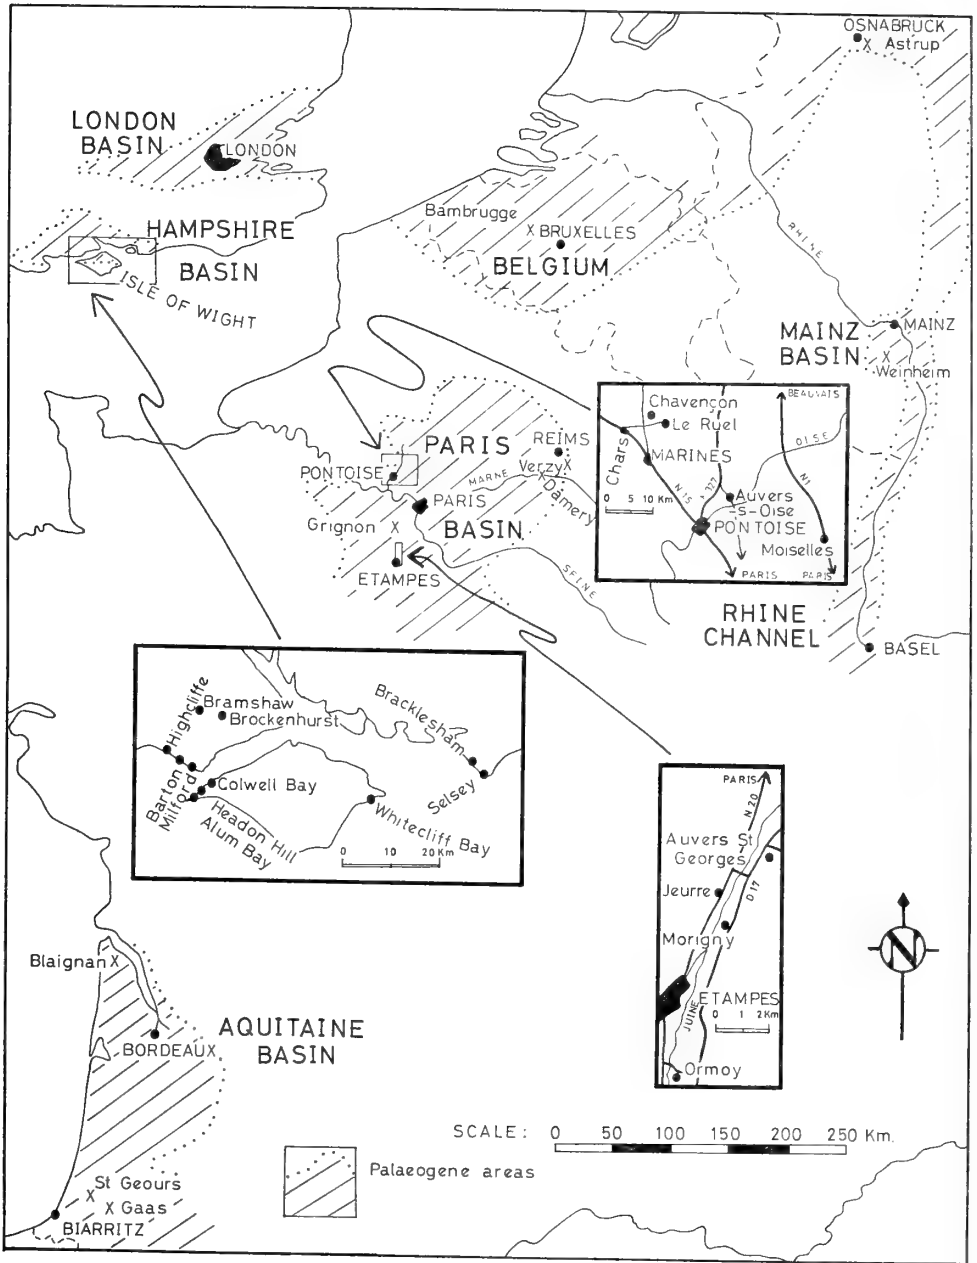 OSNABRUCK
X Astrup
LONDON
BASIN
LONDON
HAMPSHIRE
BASIN
ISLE OF WIGHT
Bambrugge
X BRUXELLES
BELGIUM
RHINE
MAINZ
BASIN
MAINZ
X
Weinheim
PARIS
BASIN
PONTOISE
REIMS
Verzy X
X
Damery
MARNE
PARIS
Grignon X
ETAMPES
SEINE
RHINE
CHANNEL
BASEL
Chavençon
Le Ruel
Chars
MARINES
BEAUVAIS
OISE
N1
N 15
327
0 5 10 Km
Auvers
-s-Oise
PONTOISE
Moiselles
PARIS
PARIS
Highcliffe
Bramshaw
Brockenhurst
Bracklesham
Selsey
Barton
Milford
Colwell Bay
Headon Hill
Alum Bay
Whitecliff Bay
0 10 20 Km
PARIS
N 20
Auvers St
Georges
Jeurre
D 17
Morigny
ETAMPES
JUINE
0 1 2 Km
Ormoy
N
Blaignan X
BORDEAUX
AQUITAINE
BASIN
St Geours
X
X Gaas
BIARRITZ
SCALE: 0 50 100 150 200 250 Km.
Palaeogene areas